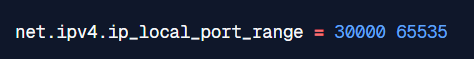 net.ipv4.ip_local_port_range = 30000 65535